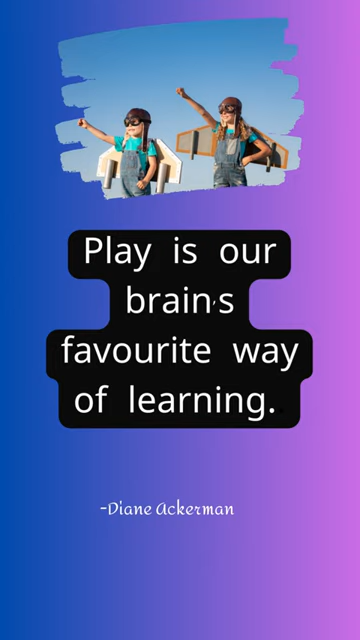 Play is our
brain's
favourite way
of learning.
-Diane Ackerman